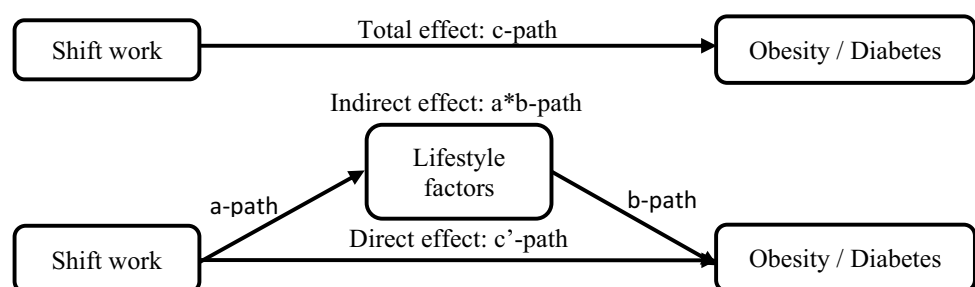 Total effect: c-path
Shift work
Obesity / Diabetes
Indirect effect: a*b-path
Lifestyle
factors
a-path
b-path
Direct effect: c’-path
Shift work
Obesity / Diabetes